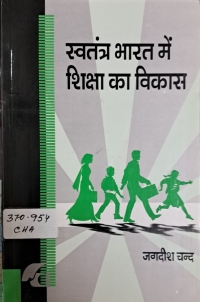 स्वतंत्र भारत में
शिक्षा का विकास
370.954
CHA
जगदीश चन्द